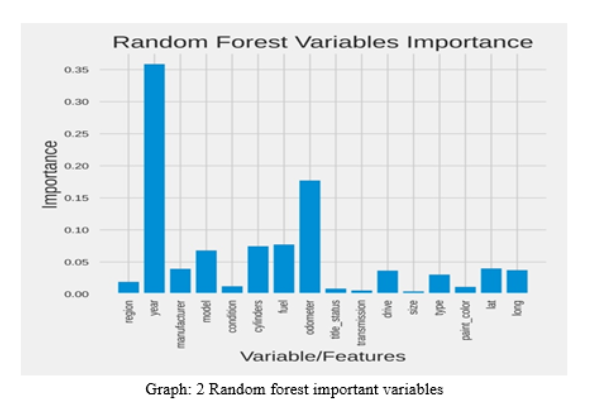 Random Forest Variables Importance
0.35
0.30
0.25
0.20
0.15
0.10
0.05
0.00
Importance
region
year
manufacturer
model
condition
cylinders
fuel
odometer
title_status
transmission
drive
size
type
paint_color
lat
long
Variable/Features
Graph: 2 Random forest important variables